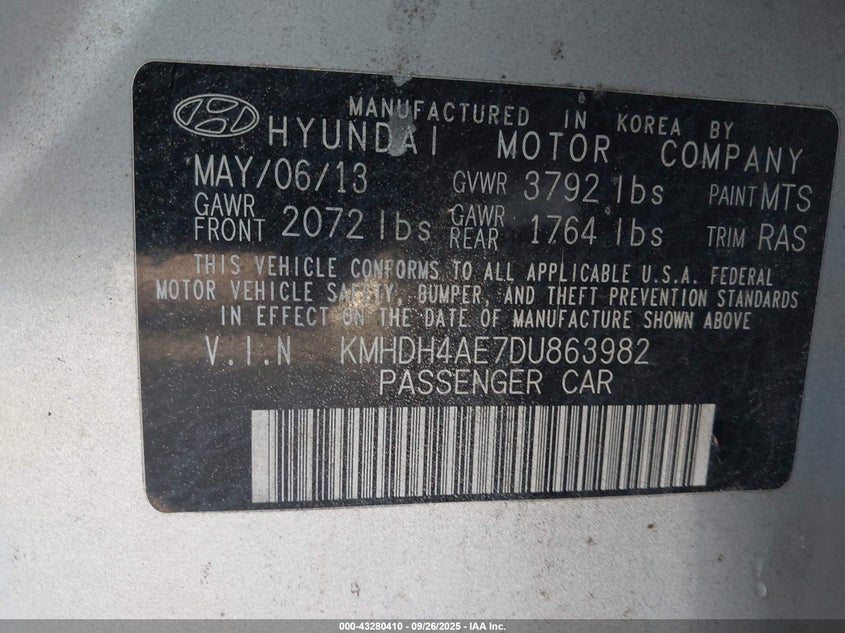 MANUFACTURED IN KOREA BY
HYUNDAI MOTOR COMPANY
MAY/06/13 GVWR 3792 lbs PAINT MTS
GAWR FRONT 2072 lbs GAWR REAR 1764 lbs TRIM RAS
THIS VEHICLE CONFORMS TO ALL APPLICABLE U.S.A. FEDERAL
MOTOR VEHICLE SAFETY, BUMPER, AND THEFT PREVENTION STANDARDS
IN EFFECT ON THE DATE OF MANUFACTURE SHOWN ABOVE
V.I.N KMHDH4AE7DU863982
PASSENGER CAR
000-43280410 - 09/26/2025 - IAA Inc.